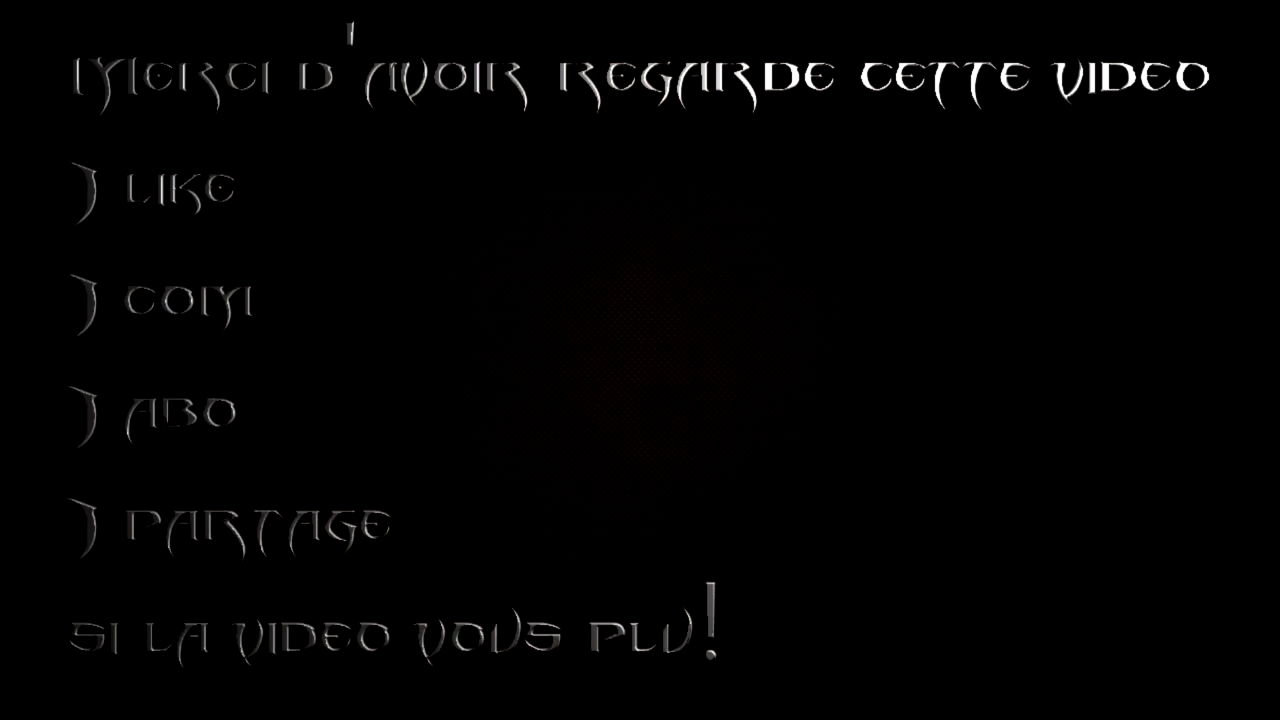 MERCI D'AVOIR REGARDE CETTE VIDEO
) LIKE
) COM
) ABO
) PARTAGE
SI LA VIDEO VOUS PLU!